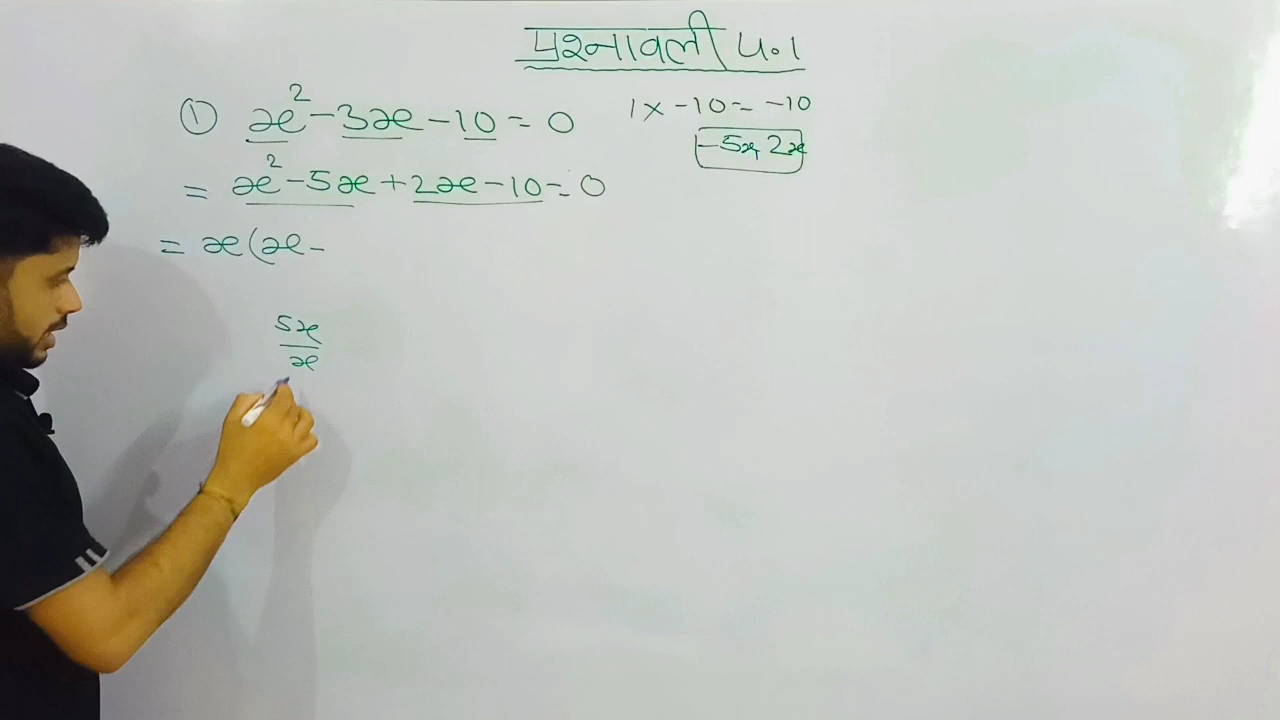 प्रश्नावली 4.1
① x² - 3x - 10 = 0
1 x -10 = -10
-5x, 2x
= x² - 5x + 2x - 10 = 0
= x(x -
5x
x